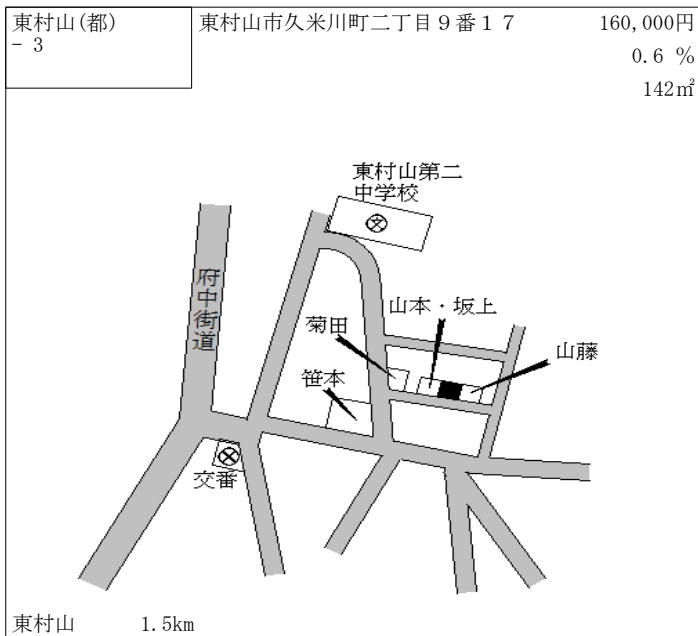 東村山(都)
- 3
東村山市久米川町二丁目9番17
160,000円
0.6 %
142㎡
東村山第二
中学校
府中街道
山本・坂上
菊田
山藤
笹本
交番
東村山 1.5km